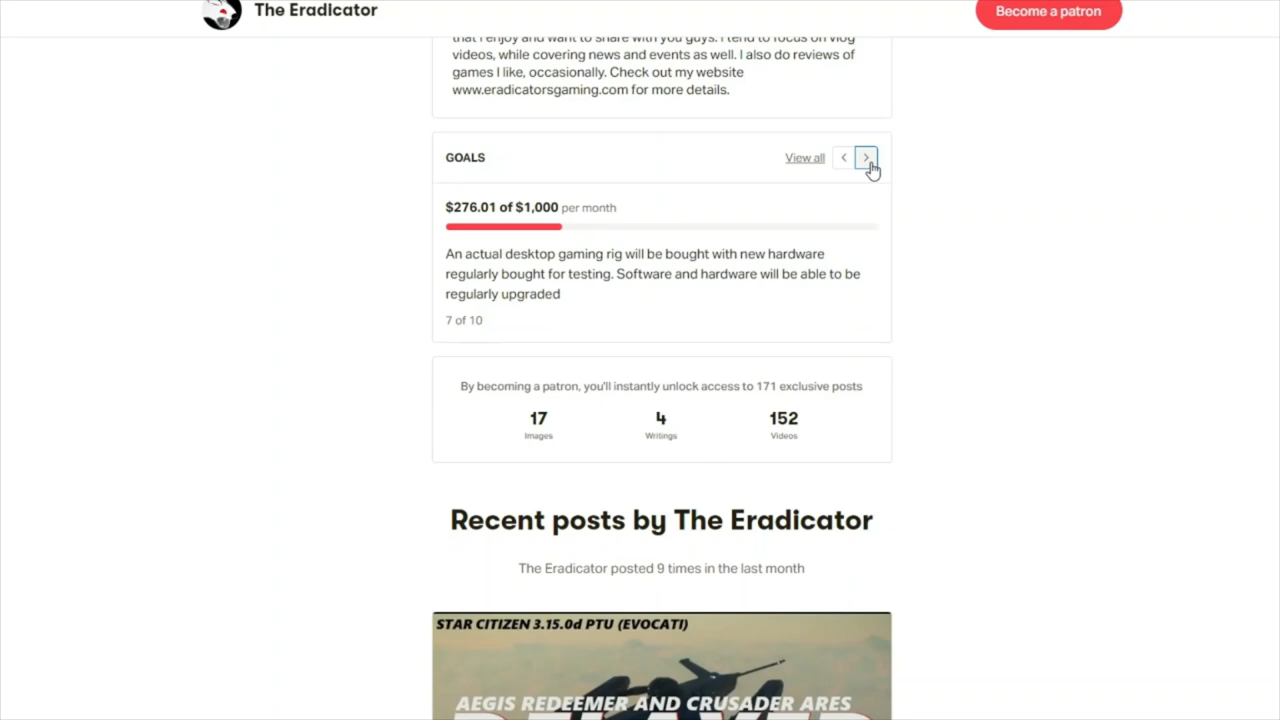 The Eradicator
Become a patron
that I enjoy and want to share with you guys. I tend to focus on vlog
videos, while covering news and events as well. I also do reviews of
games I like, occasionally. Check out my website
www.eradicatorsgaming.com for more details.
GOALS
View all
$276.01 of $1,000 per month
An actual desktop gaming rig will be bought with new hardware
regularly bought for testing. Software and hardware will be able to be
regularly upgraded
7 of 10
By becoming a patron, you'll instantly unlock access to 171 exclusive posts
17 4 152
Images Writings Videos
Recent posts by The Eradicator
The Eradicator posted 9 times in the last month
STAR CITIZEN 3.15.0d PTU (EVOCATI)
AEGIS REDEEMER AND CRUSADER ARES